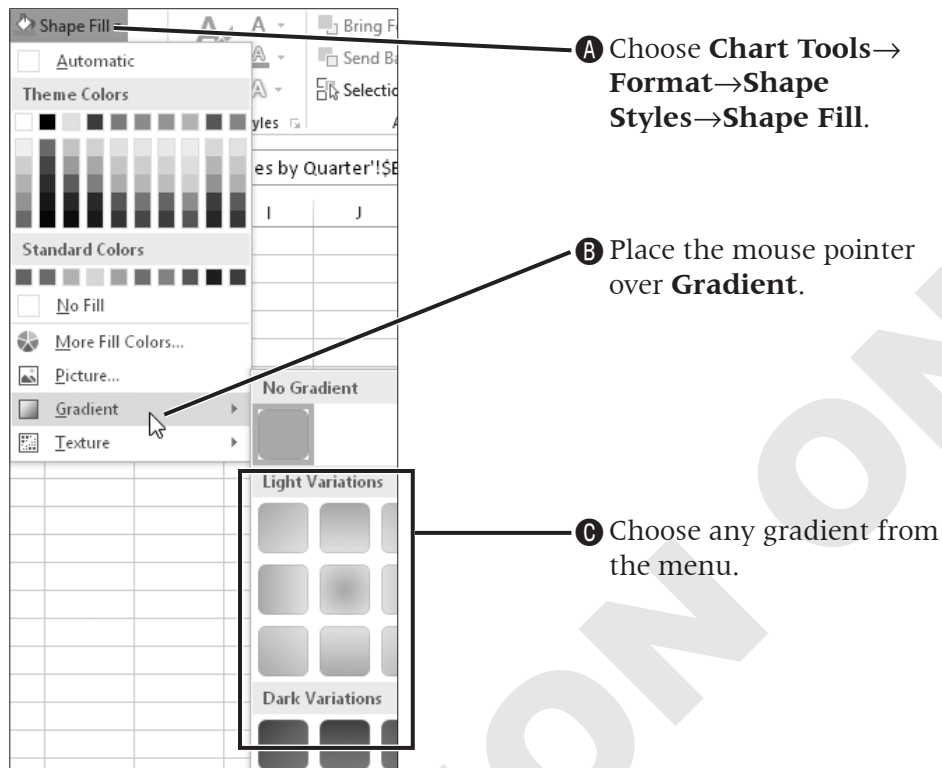 Shape Fill
A
Bring F
Automatic
A
Send Ba
Theme Colors
A
Selectio
yles
es by Quarter'!$E
I J
Standard Colors
No Fill
More Fill Colors...
Picture...
Gradient
Texture
No Gradient
Light Variations
Dark Variations
A Choose Chart Tools→
Format→Shape
Styles→Shape Fill.
B Place the mouse pointer
over Gradient.
C Choose any gradient from
the menu.
ON ON